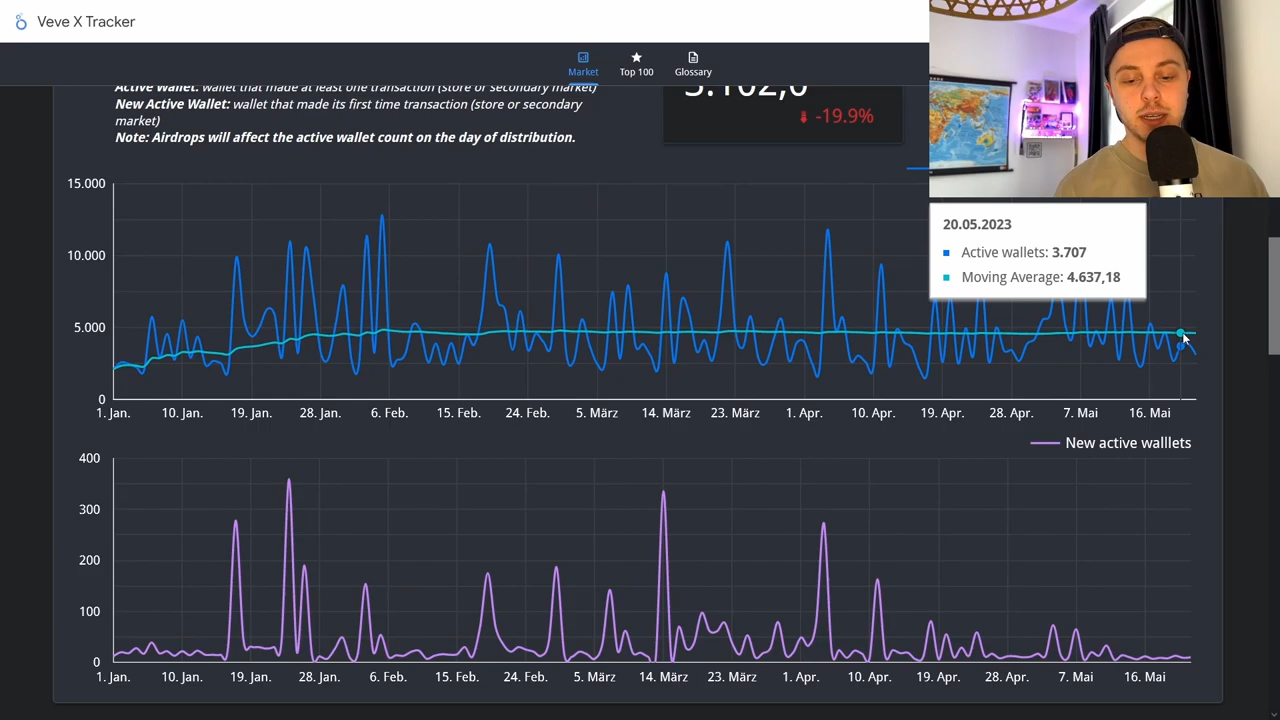 Veve X Tracker
Market
Top 100
Glossary
Active Wallet: wallet that made at least one transaction (store or secondary market)
New Active Wallet: wallet that made its first time transaction (store or secondary
market)
Note: Airdrops will affect the active wallet count on the day of distribution.
-19.9%
15.000
10.000
5.000
0
20.05.2023
Active wallets: 3.707
Moving Average: 4.637,18
1. Jan. 10. Jan. 19. Jan. 28. Jan. 6. Feb. 15. Feb. 24. Feb. 5. März 14. März 23. März 1. Apr. 10. Apr. 19. Apr. 28. Apr. 7. Mai 16. Mai
New active walllets
400
300
200
100
0
1. Jan. 10. Jan. 19. Jan. 28. Jan. 6. Feb. 15. Feb. 24. Feb. 5. März 14. März 23. März 1. Apr. 10. Apr. 19. Apr. 28. Apr. 7. Mai 16. Mai